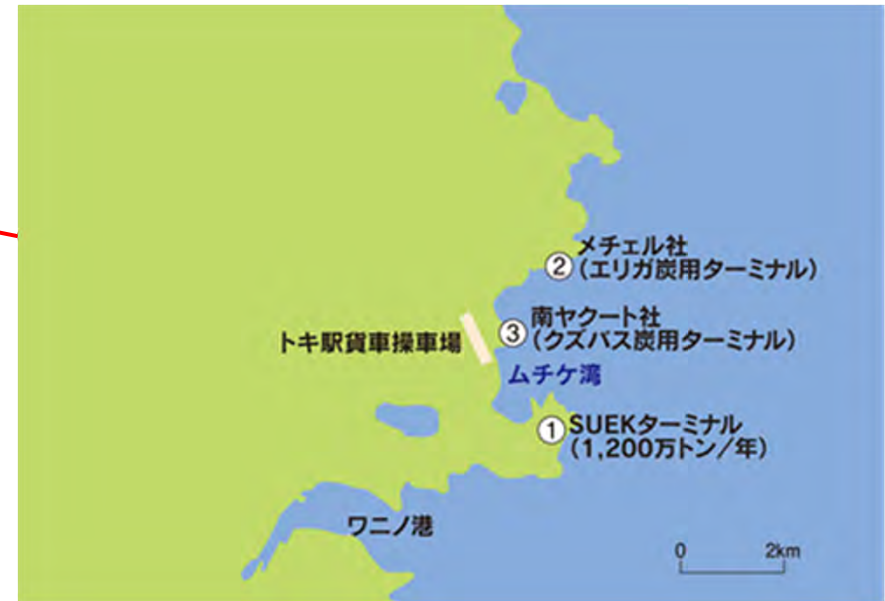 メチェル社
②(エリガ炭用ターミナル)
南ヤクート社
③(クズバス炭用ターミナル)
トキ駅貨車操車場
ムチケ湾
①SUEKターミナル
(1,200万トン/年)
ワニノ港
0 2km